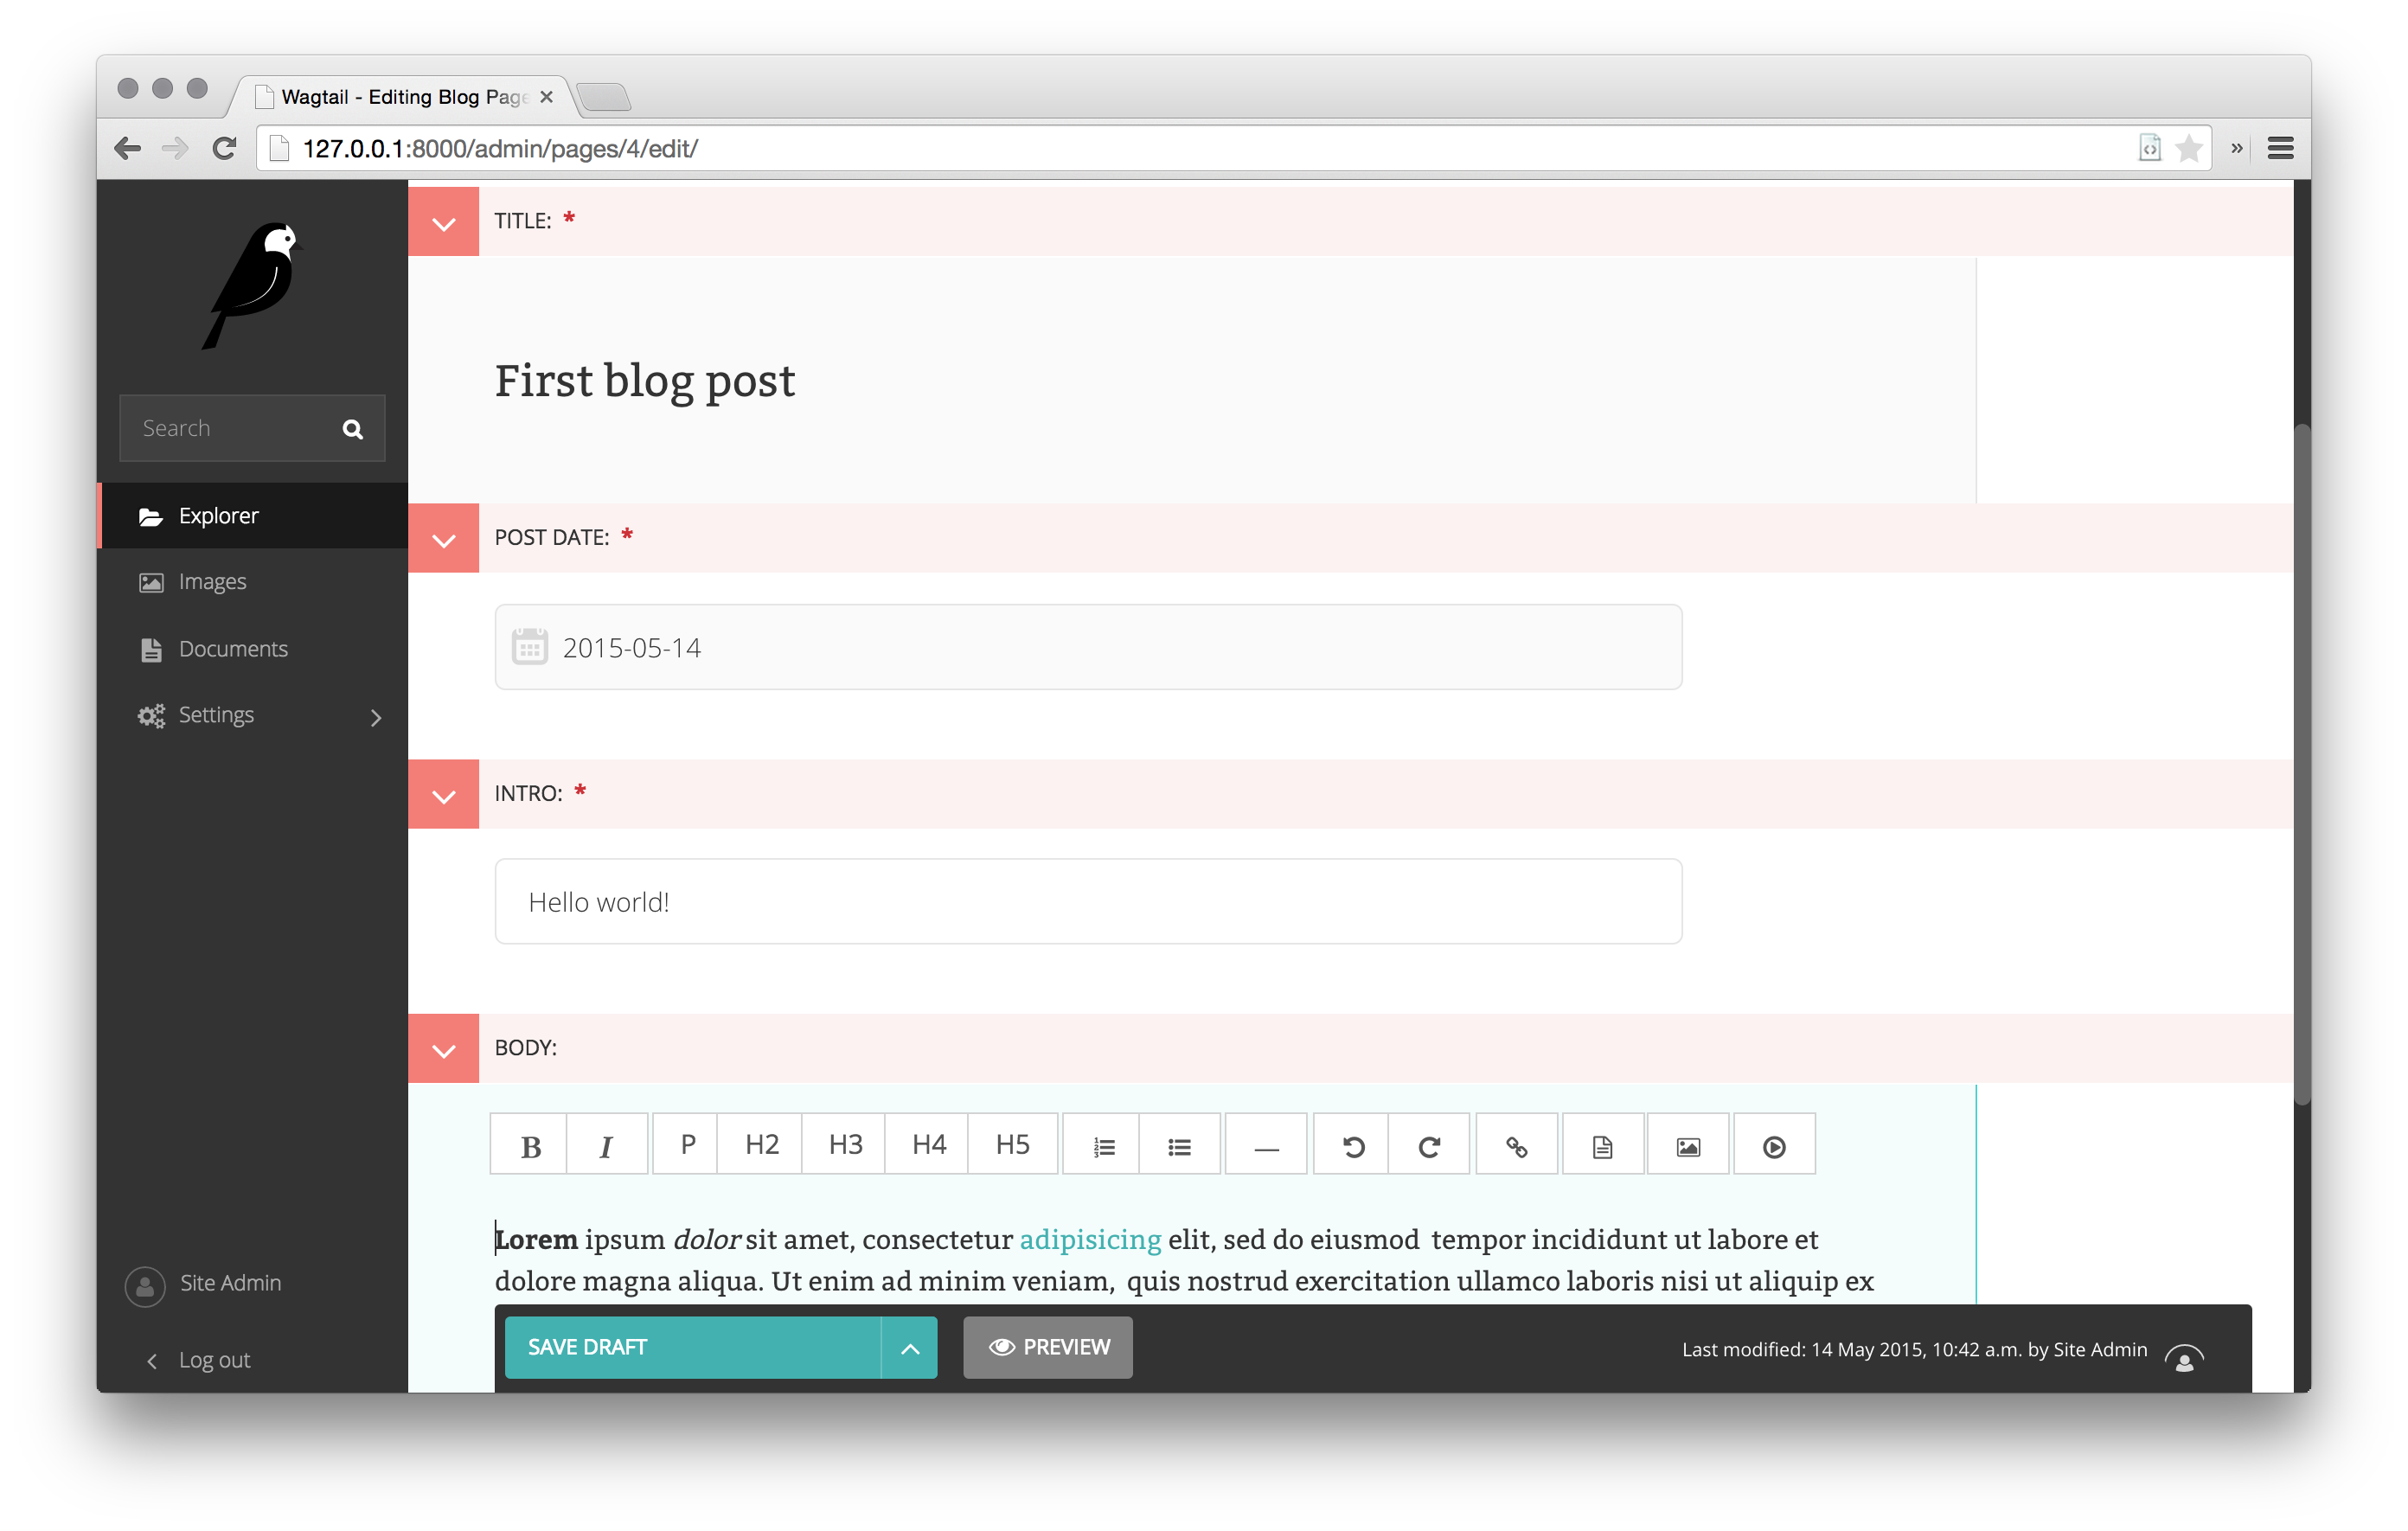 Wagtail - Editing Blog Page
127.0.0.1:8000/admin/pages/4/edit/
Search
Explorer
Images
Documents
Settings
Site Admin
Log out
TITLE: *
First blog post
POST DATE: *
2015-05-14
INTRO: *
Hello world!
BODY:
B I P H2 H3 H4 H5
Lorem ipsum dolor sit amet, consectetur adipisicing elit, sed do eiusmod tempor incididunt ut labore et
dolore magna aliqua. Ut enim ad minim veniam, quis nostrud exercitation ullamco laboris nisi ut aliquip ex
SAVE DRAFT
PREVIEW
Last modified: 14 May 2015, 10:42 a.m. by Site Admin